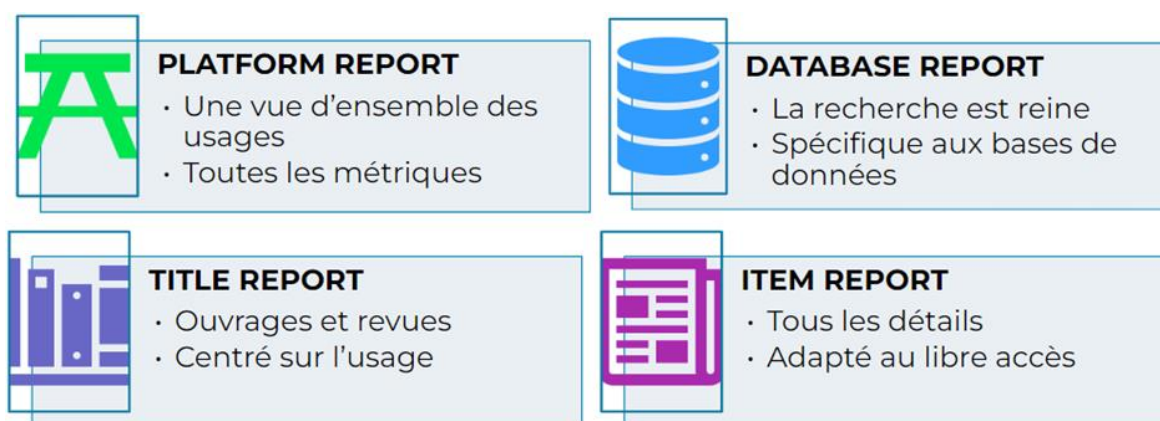 PLATFORM REPORT
· Une vue d'ensemble des
usages
· Toutes les métriques
DATABASE REPORT
· La recherche est reine
· Spécifique aux bases de
données
TITLE REPORT
· Ouvrages et revues
· Centré sur l'usage
ITEM REPORT
· Tous les détails
· Adapté au libre accès